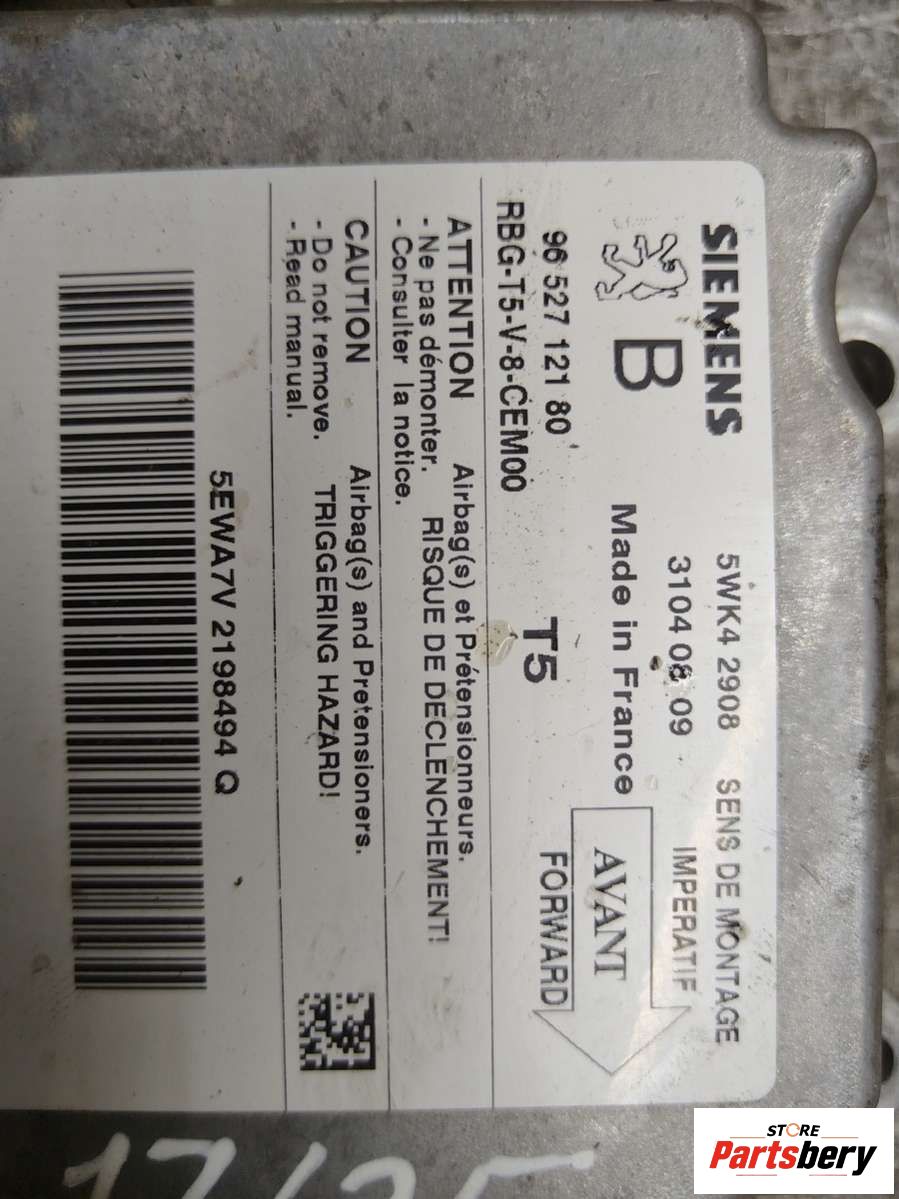 SIEMENS 5WK4 2908 SENS DE MONTAGE
3104 08 09 IMPERATIF
B Made in France AVANT
96 527 121 80 T5 FORWARD
RBG-T5-V-8-CEM00
ATTENTION Airbag(s) et Prétensionneurs.
- Ne pas démonter. RISQUE DE DECLENCHEMENT!
- Consulter la notice.
CAUTION Airbag(s) and Pretensioners.
- Do not remove. TRIGGERING HAZARD!
- Read manual.
5EWA7V 2198494 Q
STORE
Partsbery